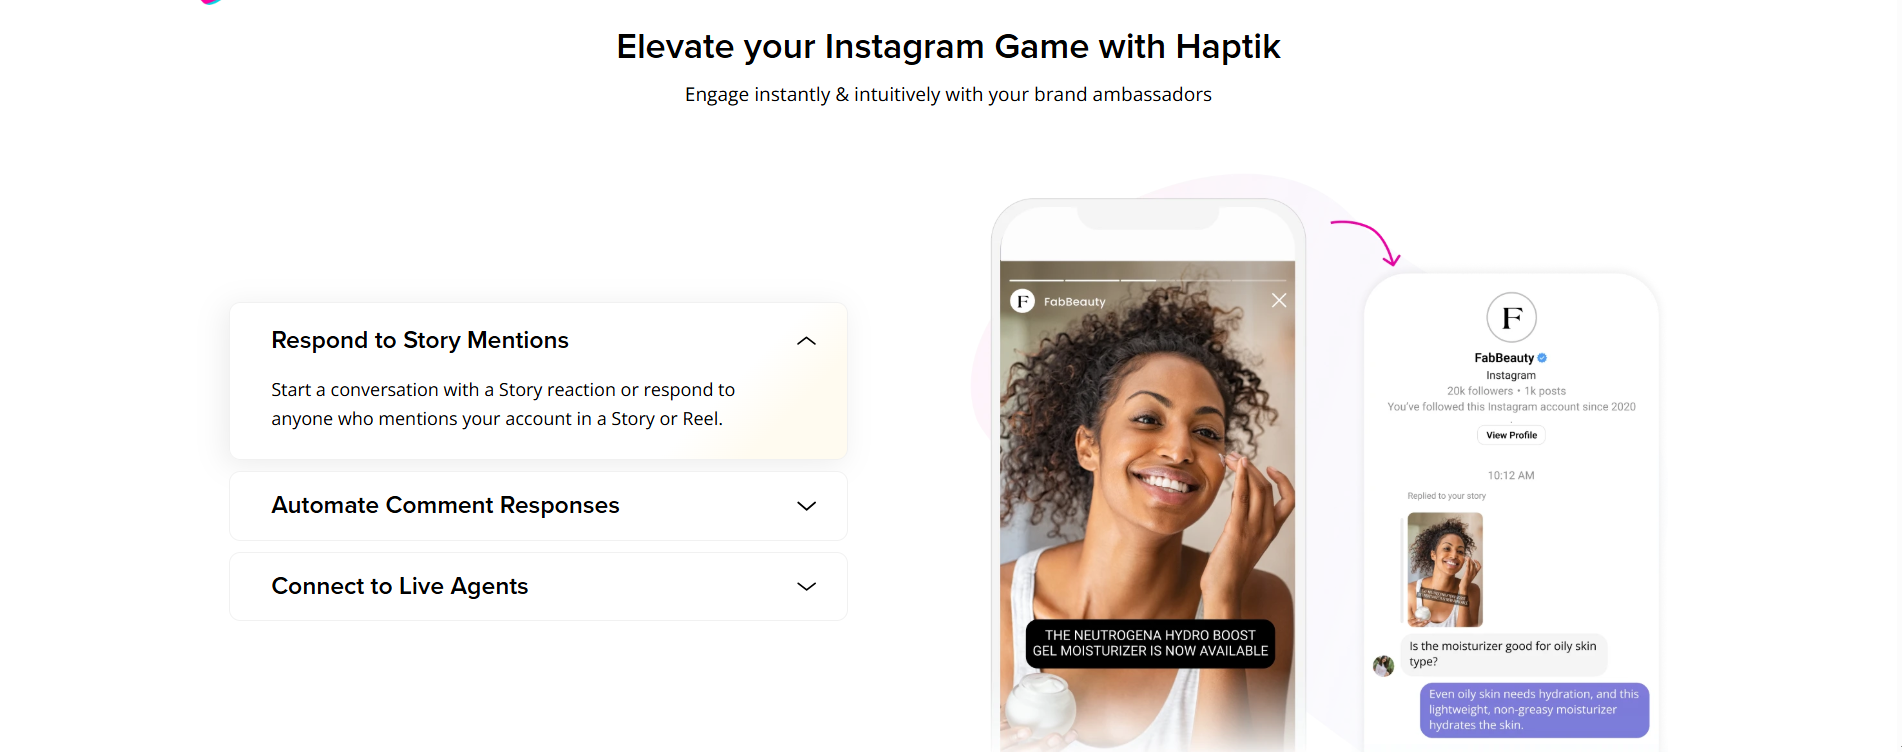 Elevate your Instagram Game with Haptik
Engage instantly & intuitively with your brand ambassadors
Respond to Story Mentions
Start a conversation with a Story reaction or respond to
anyone who mentions your account in a Story or Reel.
Automate Comment Responses
Connect to Live Agents
F FabBeauty
THE NEUTROGENA HYDRO BOOST
GEL MOISTURIZER IS NOW AVAILABLE
F
FabBeauty
Instagram
20k followers • 1k posts
You've followed this Instagram account since 2020
View Profile
10:12 AM
Replied to your story
Is the moisturizer good for oily skin
type?
Even oily skin needs hydration, and this
lightweight, non-greasy moisturizer
hydrates the skin.